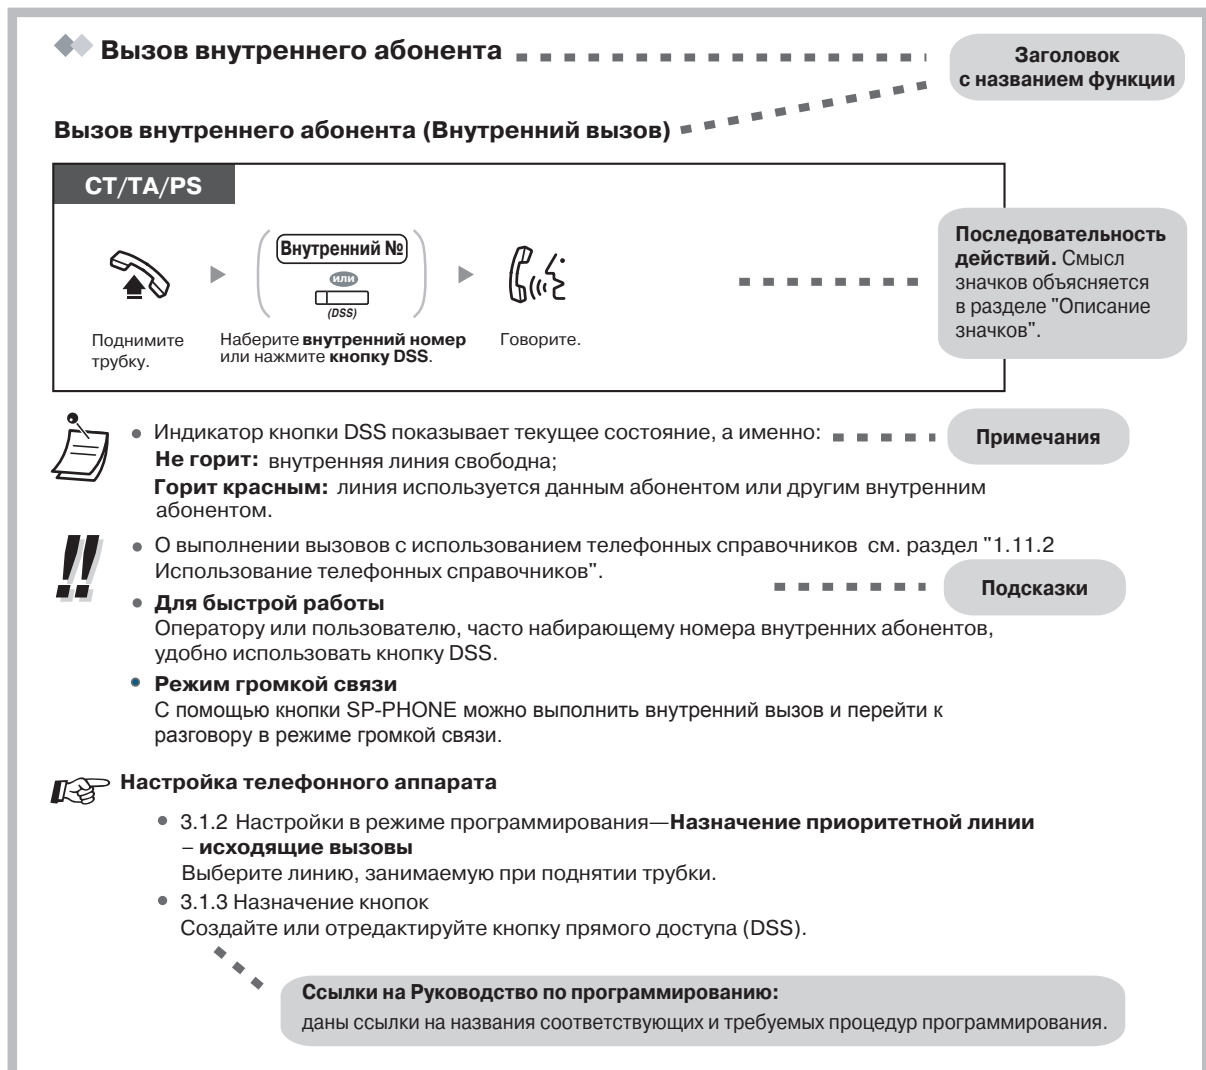 Вызов внутреннего абонента
Заголовок
с названием функции
Вызов внутреннего абонента (Внутренний вызов)
CT/TA/PS
Внутренний №
или
(DSS)
Поднимите
трубку.
Наберите внутренний номер
или нажмите кнопку DSS.
Говорите.
Последовательность
действий. Смысл
значков объясняется
в разделе "Описание
значков".
Индикатор кнопки DSS показывает текущее состояние, а именно:
Не горит: внутренняя линия свободна;
Горит красным: линия используется данным абонентом или другим внутренним
абонентом.
Примечания
О выполнении вызовов с использованием телефонных справочников см. раздел "1.11.2
Использование телефонных справочников".
Подсказки
Для быстрой работы
Оператору или пользователю, часто набирающему номера внутренних абонентов,
удобно использовать кнопку DSS.
Режим громкой связи
С помощью кнопки SP-PHONE можно выполнить внутренний вызов и перейти к
разговору в режиме громкой связи.
Настройка телефонного аппарата
3.1.2 Настройки в режиме программирования—Назначение приоритетной линии
– исходящие вызовы
Выберите линию, занимаемую при поднятии трубки.
3.1.3 Назначение кнопок
Создайте или отредактируйте кнопку прямого доступа (DSS).
Ссылки на Руководство по программированию:
даны ссылки на названия соответствующих и требуемых процедур программирования.